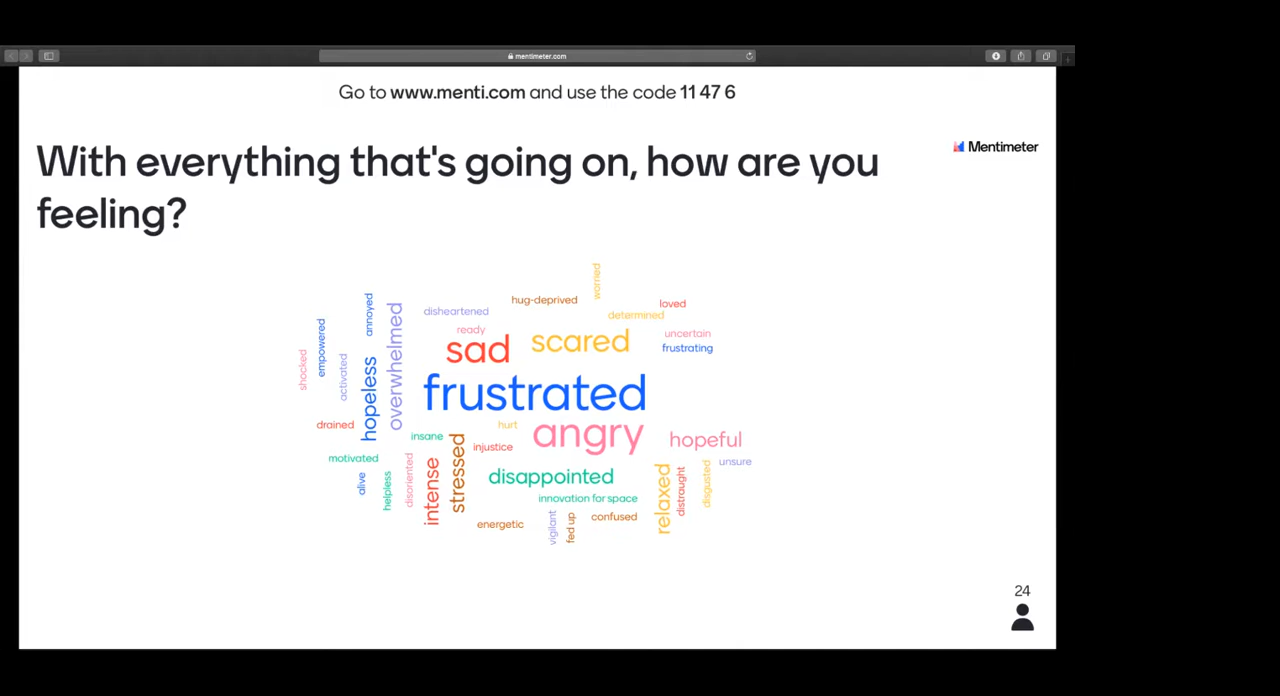 mentimeter.com
Go to www.menti.com and use the code 11 47 6
With everything that's going on, how are you
feeling?
Mentimeter
worried
hug-deprived
loved
annoyed
overwhelmed
disheartened
determined
empowered
ready
scared
uncertain
sad
frustrating
shocked
activated
hopeless
frustrated
drained
hurt
angry
insane
hopeful
injustice
stressed
motivated
disoriented
intense
disappointed
relaxed
distraught
disgusted
unsure
alive
helpless
innovation for space
energetic
vigilant
fed up
confused
24